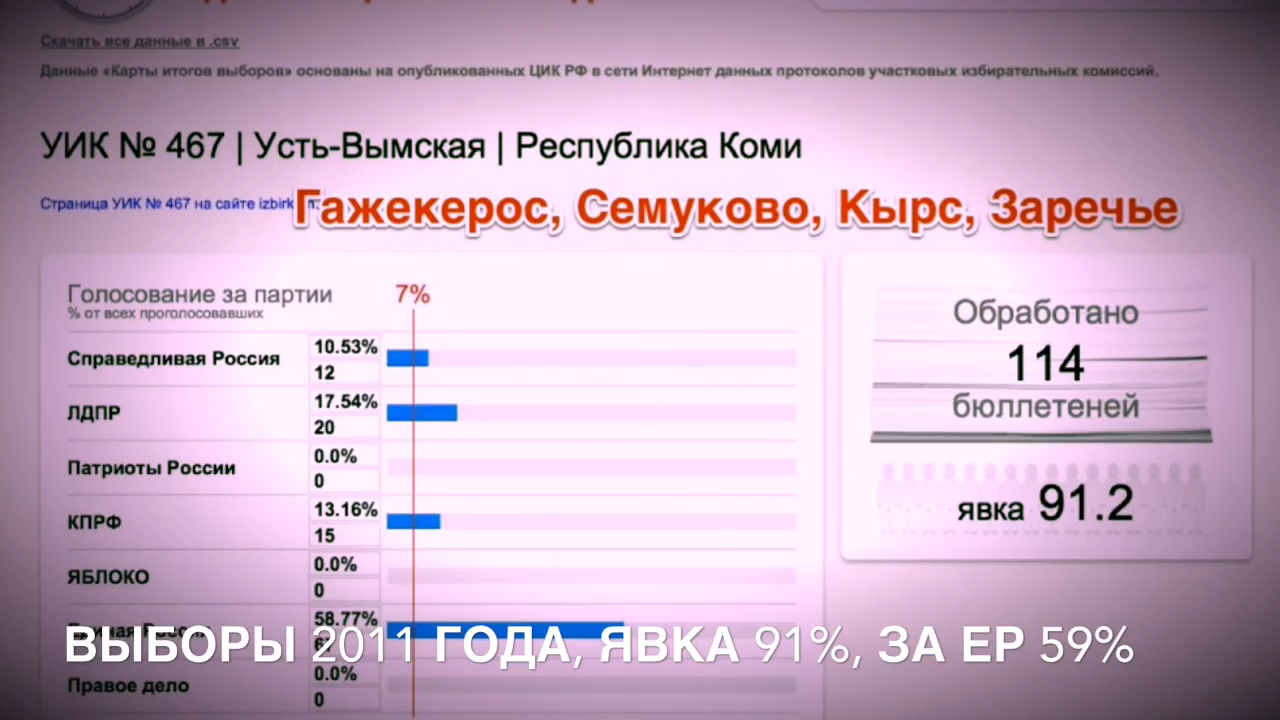 Скачать все данные в .csv
Данные «Карты итогов выборов» основаны на опубликованных ЦИК РФ в сети Интернет данных протоколов участковых избирательных комиссий.
УИК № 467 | Усть-Вымская | Республика Коми
Страница УИК № 467 на сайте
Гажекерос, Семуково, Кырс, Заречье
Голосование за партии 7%
% от всех проголосовавших
Справедливая Россия 10.53%
12
ЛДПР 17.54%
20
Патриоты России 0.0%
0
КПРФ 13.16%
15
ЯБЛОКО 0.0%
0
58.77%
ВЫБОРЫ 2011 ГОДА, ЯВКА 91%, ЗА ЕР 59%
Правое дело 0.0%
0
Обработано
114
бюллетеней
явка 91.2